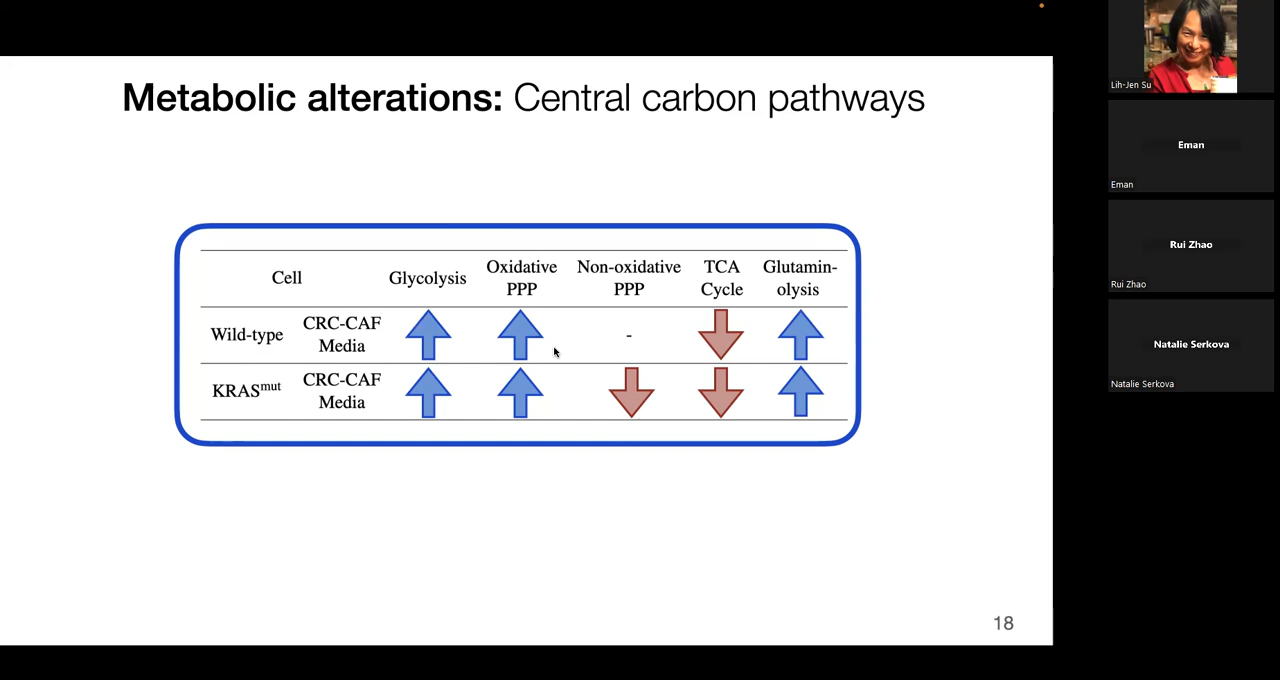 Metabolic alterations: Central carbon pathways
Cell
Glycolysis
Oxidative
PPP
Non-oxidative
PPP
TCA
Cycle
Glutamin-
olysis
Wild-type
CRC-CAF
Media
-
KRASmut
CRC-CAF
Media
18
Lih-Jen Su
Eman
Eman
Rui Zhao
Rui Zhao
Natalie Serkova
Natalie Serkova